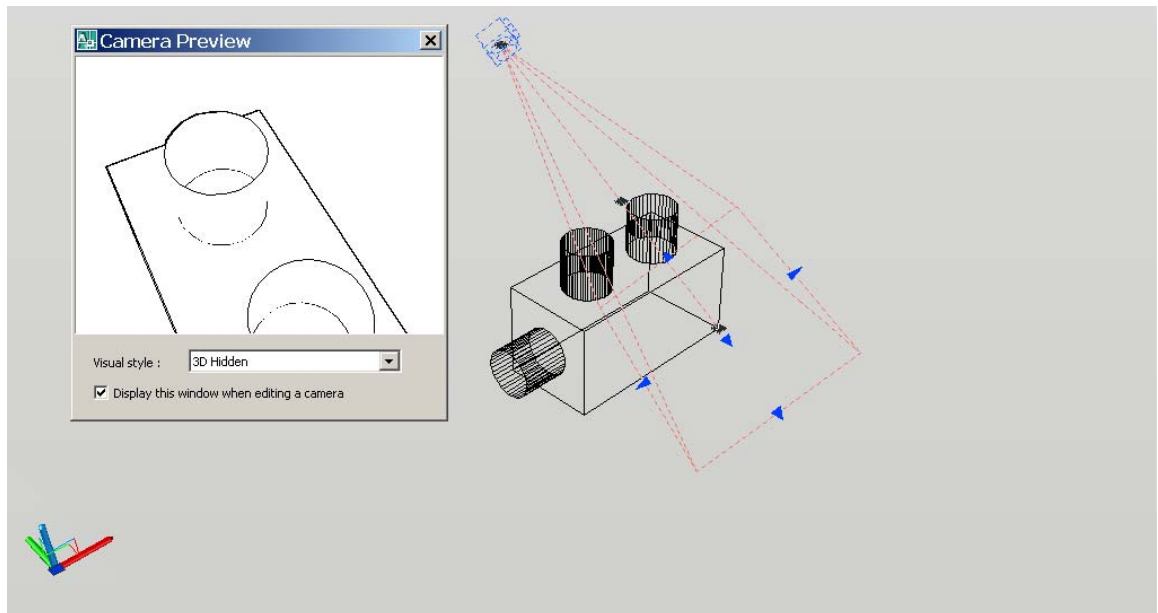 Camera Preview
Visual style :
3D Hidden
Display this window when editing a camera